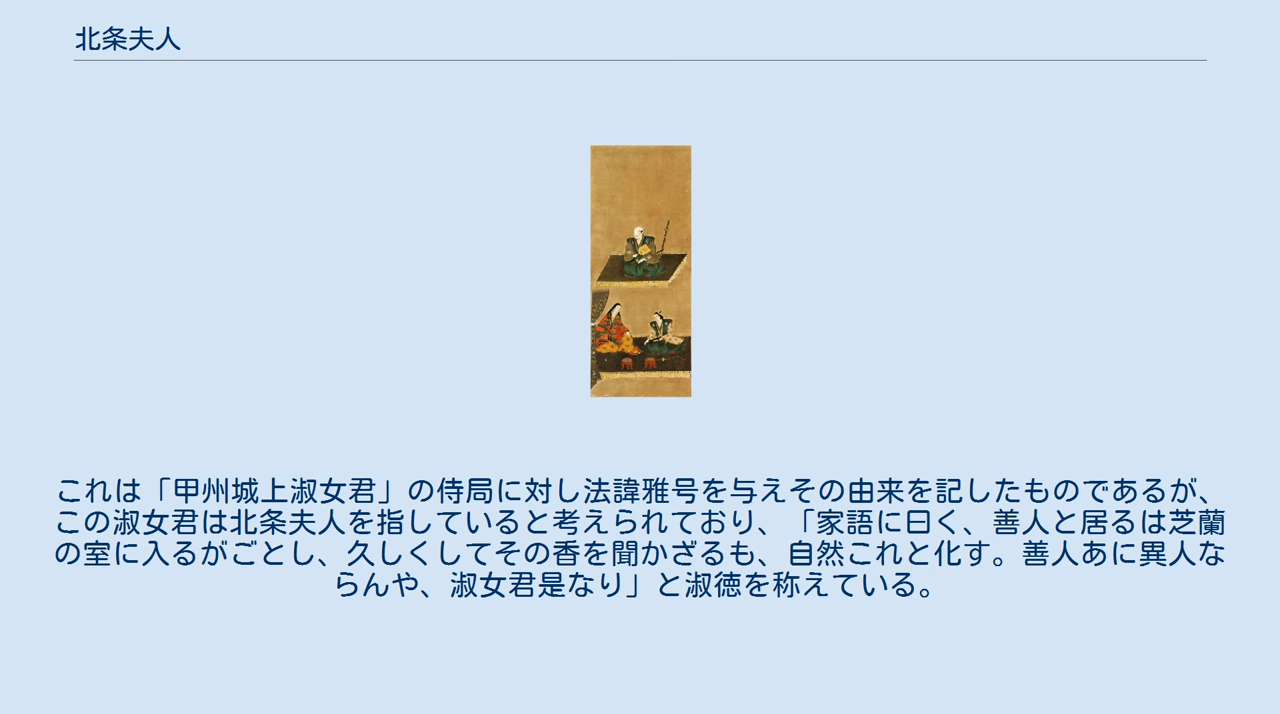 北条夫人
これは「甲州城上淑女君」の侍局に対し法諱雅号を与えその由来を記したものであるが、
この淑女君は北条夫人を指していると考えられており、「家語に曰く、善人と居るは芝蘭
の室に入るがごとし、久しくしてその香を聞かざるも、自然これと化す。善人あに異人な
らんや、淑女君是なり」と淑徳を称えている。